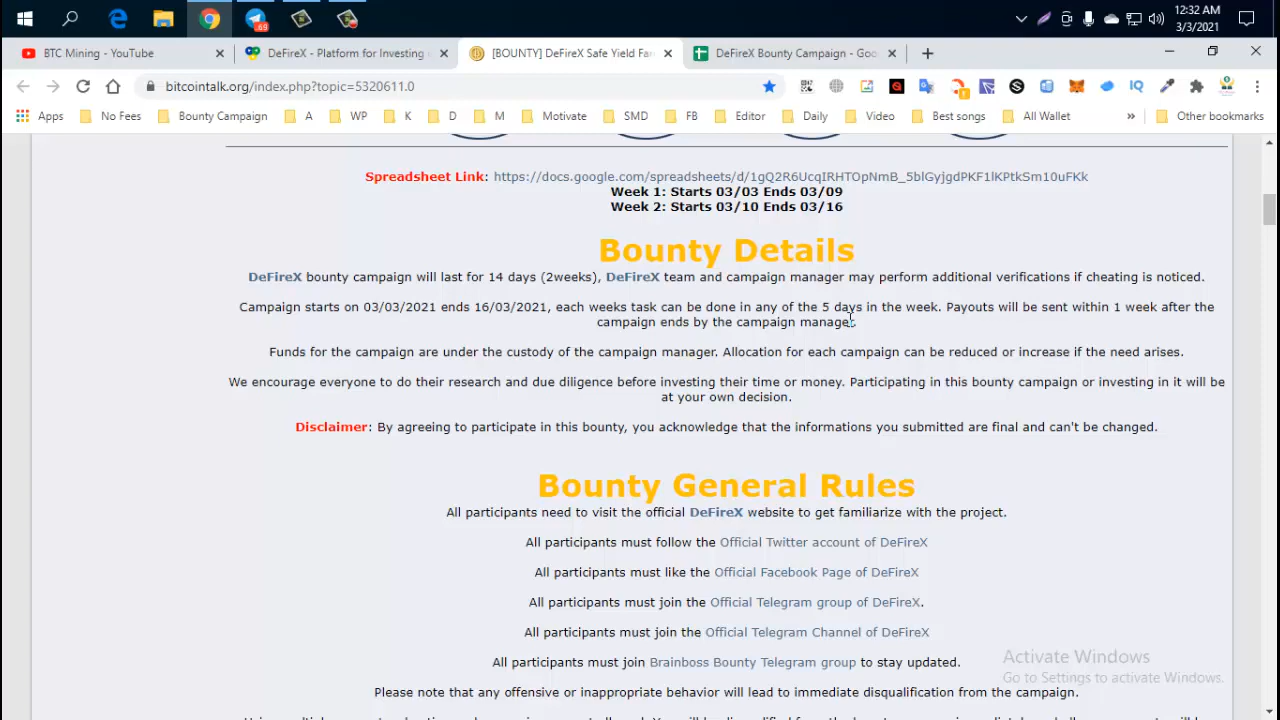 12:32 AM
3/3/2021
69
BTC Mining - YouTube
DeFireX - Platform for Investing i
[BOUNTY] DeFireX Safe Yield Far
DeFireX Bounty Campaign - Goo
bitcointalk.org/index.php?topic=5320611.0
Apps No Fees Bounty Campaign A WP K D M Motivate SMD FB Editor Daily Video Best songs All Wallet » Other bookmarks
Spreadsheet Link: https://docs.google.com/spreadsheets/d/1gQ2R6UcqIRHTOpNmB_5blGyjgdPKF1lKPtkSm10uFKk
Week 1: Starts 03/03 Ends 03/09
Week 2: Starts 03/10 Ends 03/16
Bounty Details
DeFireX bounty campaign will last for 14 days (2weeks), DeFireX team and campaign manager may perform additional verifications if cheating is noticed.
Campaign starts on 03/03/2021 ends 16/03/2021, each weeks task can be done in any of the 5 days in the week. Payouts will be sent within 1 week after the
campaign ends by the campaign manager.
Funds for the campaign are under the custody of the campaign manager. Allocation for each campaign can be reduced or increase if the need arises.
We encourage everyone to do their research and due diligence before investing their time or money. Participating in this bounty campaign or investing in it will be
at your own decision.
Disclaimer: By agreeing to participate in this bounty, you acknowledge that the informations you submitted are final and can't be changed.
Bounty General Rules
All participants need to visit the official DeFireX website to get familiarize with the project.
All participants must follow the Official Twitter account of DeFireX
All participants must like the Official Facebook Page of DeFireX
All participants must join the Official Telegram group of DeFireX.
All participants must join the Official Telegram Channel of DeFireX
All participants must join Brainboss Bounty Telegram group to stay updated.
Please note that any offensive or inappropriate behavior will lead to immediate disqualification from the campaign.
Activate Windows
Go to Settings to activate Windows.